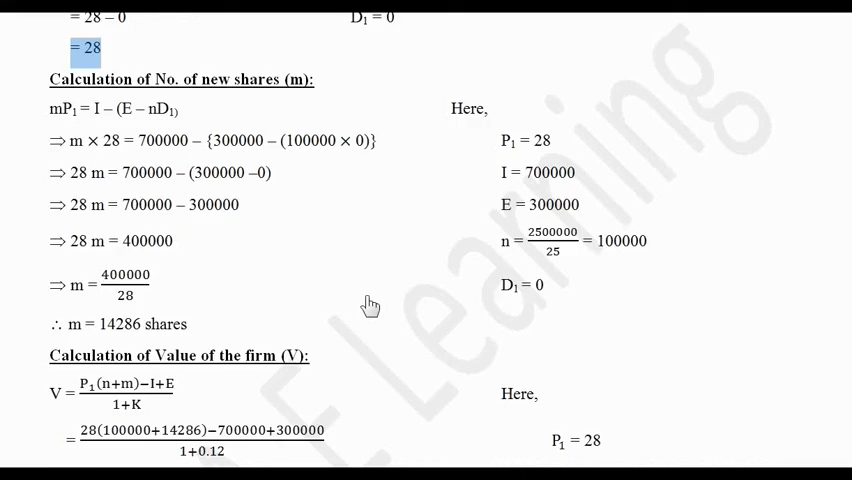 = 28 – 0 D1 = 0
= 28
Calculation of No. of new shares (m):
mP1 = I – (E – nD1) Here,
⇒ m × 28 = 700000 – {300000 – (100000 × 0)} P1 = 28
⇒ 28 m = 700000 – (300000 –0) I = 700000
⇒ 28 m = 700000 – 300000 E = 300000
⇒ 28 m = 400000 n = 2500000/25 = 100000
⇒ m = 400000/28 D1 = 0
∴ m = 14286 shares
Calculation of Value of the firm (V):
V = P1(n+m)−I+E/1+K Here,
= 28(100000+14286)−700000+300000/1+0.12 P1 = 28
E Learning